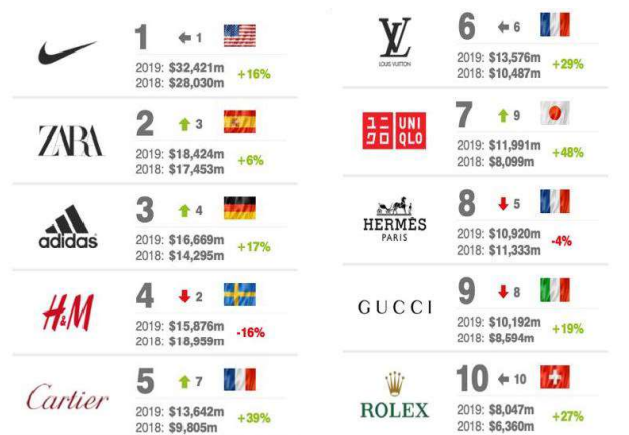 1 1
2019: $32,421m +16%
2018: $28,030m
ZARA 2 3
2019: $18,424m +6%
2018: $17,453m
adidas 3 4
2019: $16,669m +17%
2018: $14,295m
H&M 4 2
2019: $15,876m -16%
2018: $18,959m
Cartier 5 7
2019: $13,642m +39%
2018: $9,805m
LV 6 6
LOUIS VUITTON
2019: $13,576m +29%
2018: $10,487m
ユニ UNI 7 9
クロ QLO
2019: $11,991m +48%
2018: $8,099m
HERMÈS 8 5
PARIS
2019: $10,920m -4%
2018: $11,333m
GUCCI 9 8
2019: $10,192m +19%
2018: $8,594m
ROLEX 10 10
2019: $8,047m +27%
2018: $6,360m